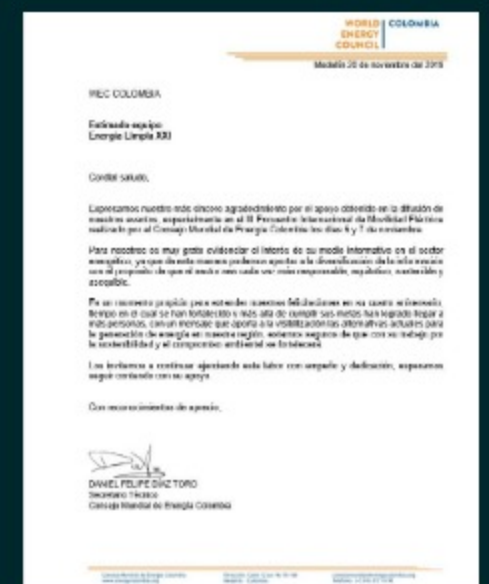 WORLD ENERGY COUNCIL
COLOMBIA
Medellín 20 de noviembre del 2019
WEC COLOMBIA
Estimado equipo
Energía Limpia XXI
Cordial saludo,
Expresamos nuestro más sincero agradecimiento por el apoyo obtenido en la difusión de
nuestros eventos, especialmente en el III Encuentro Internacional de Movilidad Eléctrica
realizado por el Consejo Mundial de Energía Colombia los días 6 y 7 de noviembre.
Para nosotros es muy grato evidenciar el interés de su medio informativo en el sector
energético, ya que de esta manera podemos aportar a la diversificación de la información
con el propósito de que el sector sea cada vez más responsable, equitativo, sostenible y
asequible.
Es un momento propicio para extender nuestras felicitaciones en su cuarto aniversario,
tiempo en el cual se han fortalecido y más allá de cumplir sus metas han logrado llegar a
más personas, con un mensaje que aporta a la visibilización las alternativas actuales para
la generación de energía en nuestra región, estamos seguros de que con su trabajo por
la sostenibilidad y el compromiso ambiental se fortalecerá
Los invitamos a continuar ejerciendo esta labor con empeño y dedicación, esperamos
seguir contando con su apoyo.
Con reconocimientos de aprecio,
DANIEL FELIPE DÍAZ TORO
Secretario Técnico
Consejo Mundial de Energía Colombia